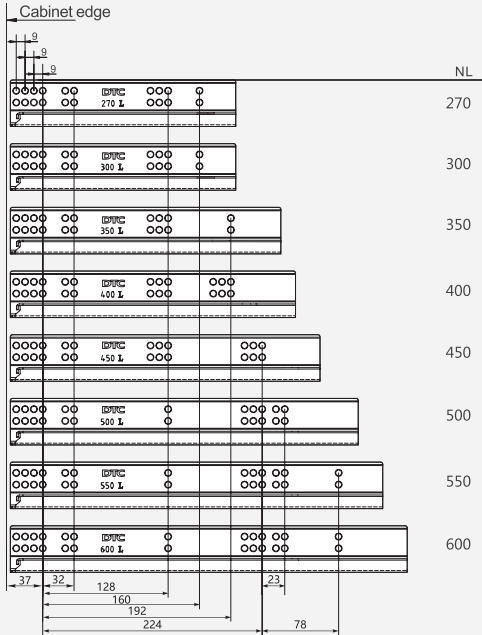 Cabinet edge
9
9
9
NL
DTC
270 L
270
DTC
300 L
300
DTC
350 L
350
DTC
400 L
400
DTC
450 L
450
DTC
500 L
500
DTC
550 L
550
DTC
600 L
600
37 32 23
128
160
192
224 78